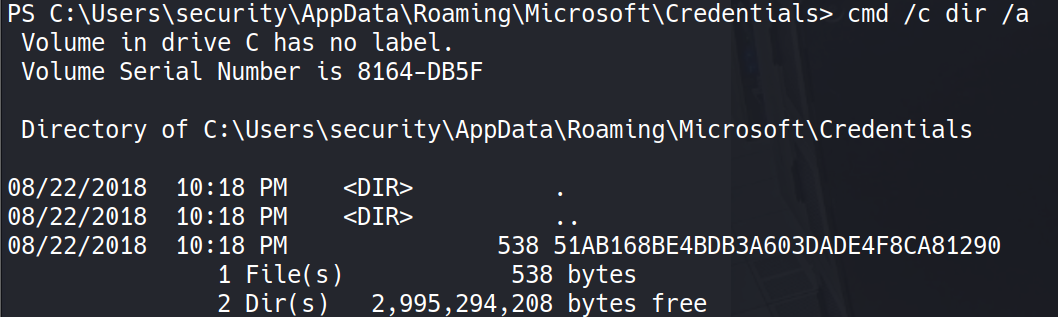 PS C:\Users\security\AppData\Roaming\Microsoft\Credentials> cmd /c dir /a
 Volume in drive C has no label.
 Volume Serial Number is 8164-DB5F

 Directory of C:\Users\security\AppData\Roaming\Microsoft\Credentials

08/22/2018  10:18 PM    <DIR>          .
08/22/2018  10:18 PM    <DIR>          ..
08/22/2018  10:18 PM               538 51AB168BE4BDB3A603DADE4F8CA81290
               1 File(s)            538 bytes
               2 Dir(s)   2,995,294,208 bytes free